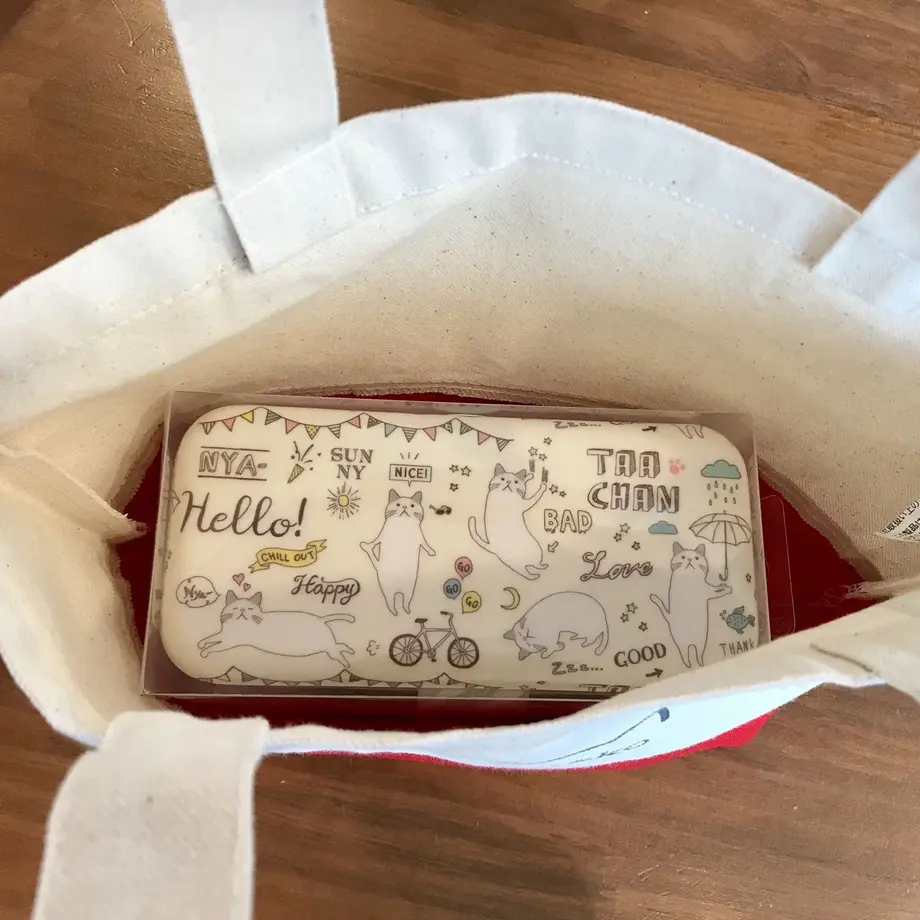 Zzz...
NYA-
SUN
NY
NICE!
TAA
CHAN
Hello!
BAD
CHILL OUT
Love
Happy
GO
GO
GO
Nya-
GOOD
THANK
Zzz...